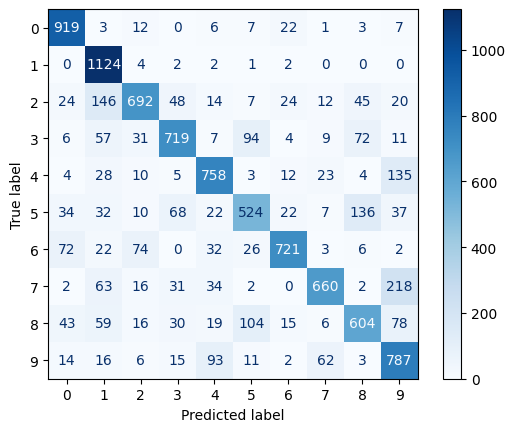 0 919 3 12 0 6 7 22 1 3 7
1 0 1124 4 2 2 1 2 0 0 0
2 24 146 692 48 14 7 24 12 45 20
3 6 57 31 719 7 94 4 9 72 11
4 4 28 10 5 758 3 12 23 4 135
5 34 32 10 68 22 524 22 7 136 37
6 72 22 74 0 32 26 721 3 6 2
7 2 63 16 31 34 2 0 660 2 218
8 43 59 16 30 19 104 15 6 604 78
9 14 16 6 15 93 11 2 62 3 787
0 1 2 3 4 5 6 7 8 9
Predicted label
True label
1000
800
600
400
200
0